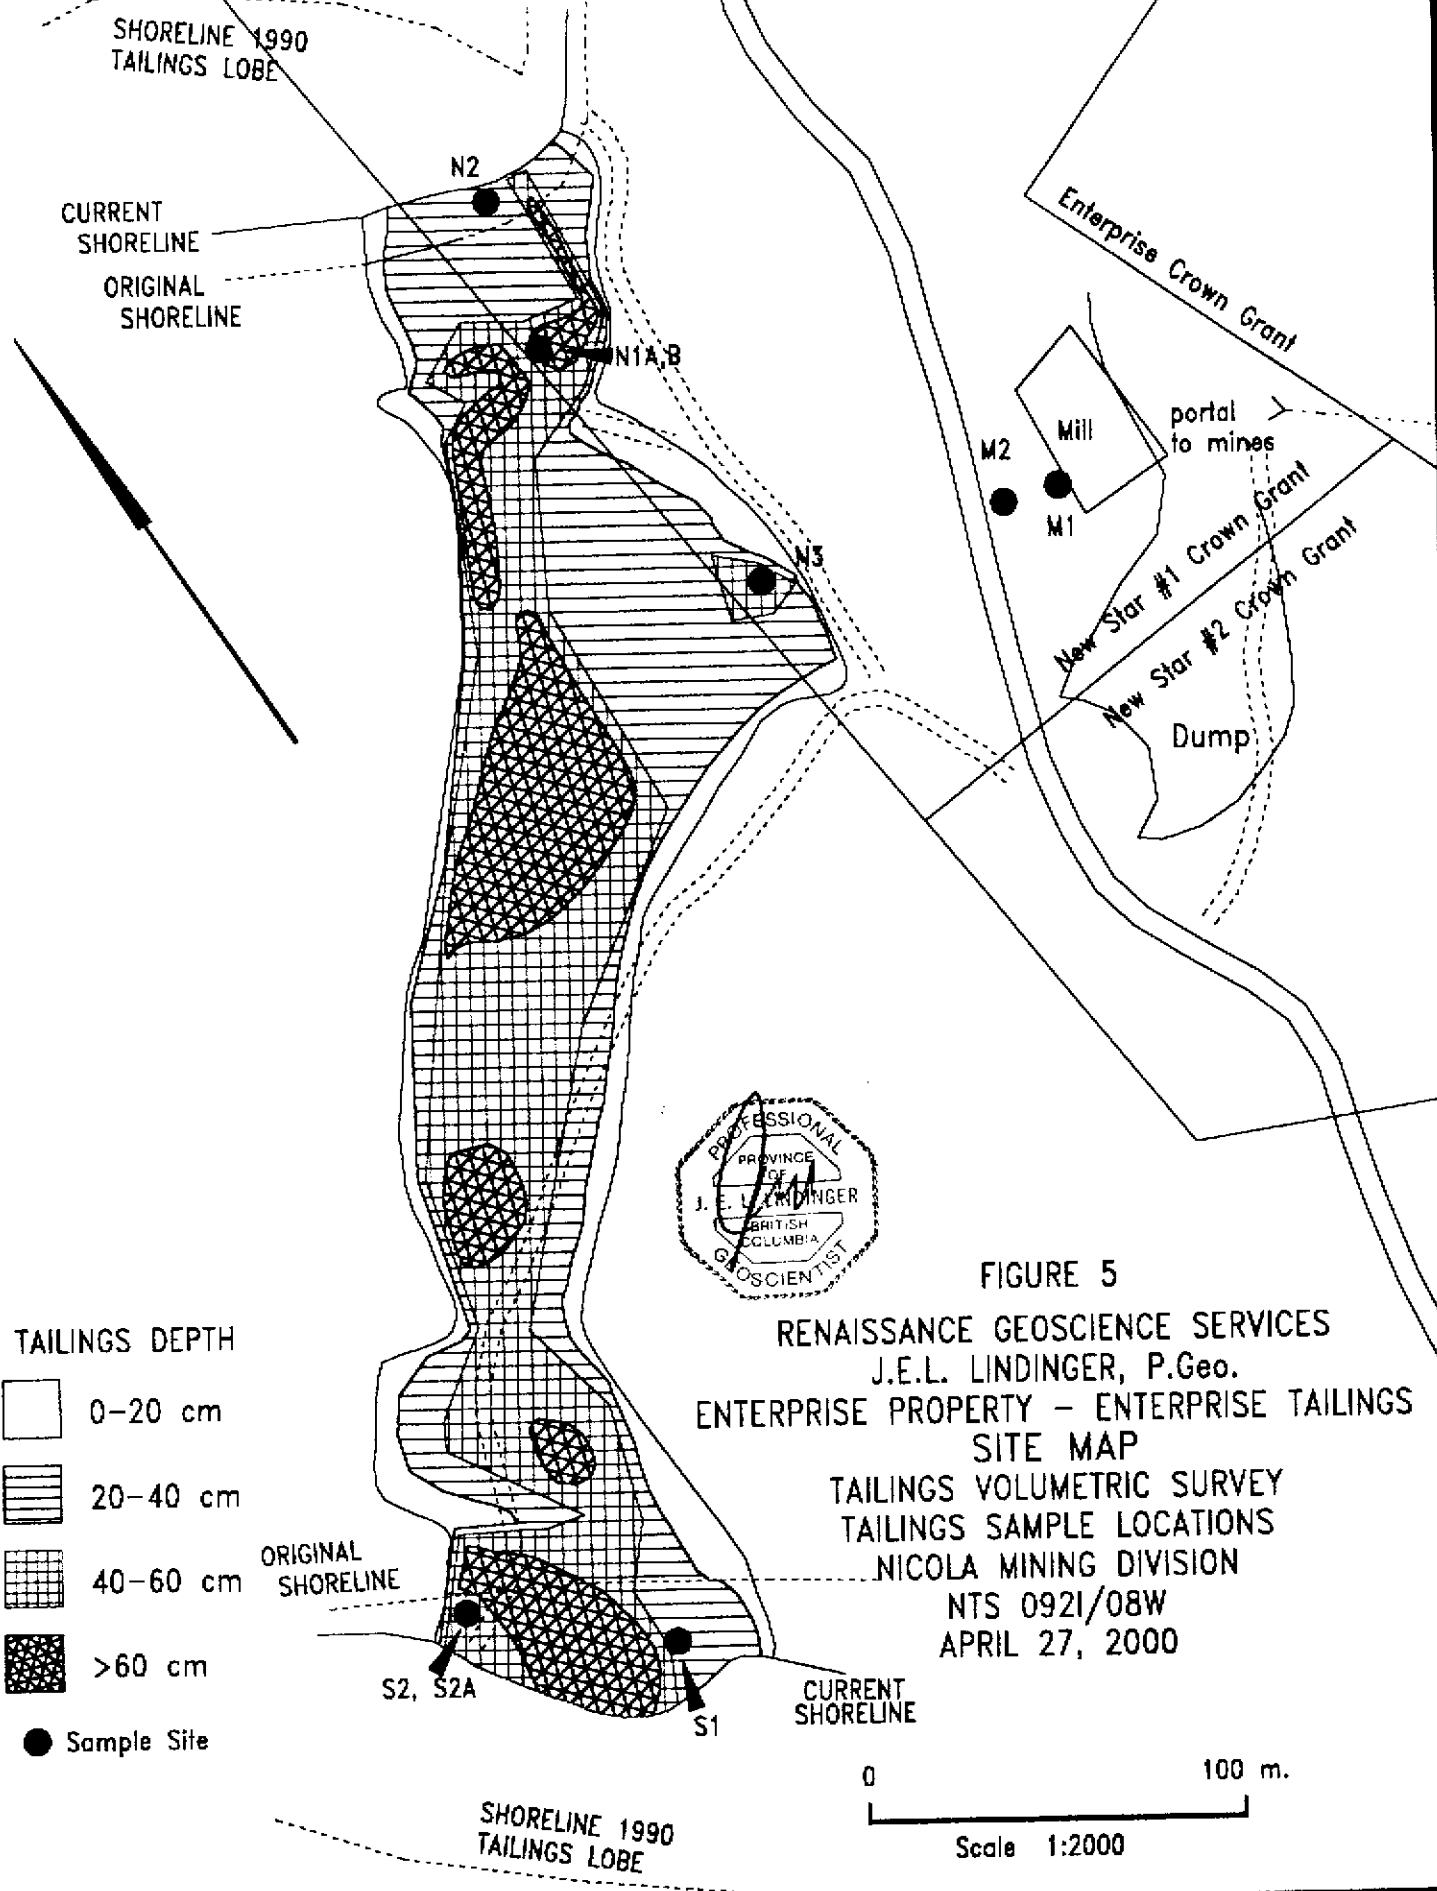 SHORELINE 1990
TAILINGS LOBE
N2
CURRENT
SHORELINE
ORIGINAL
SHORELINE
N1A,B
Enterprise Crown Grant
portal
to mines
Mill
M2
M1
N3
New Star #1 Crown Grant
New Star #2 Crown Grant
Dump
PROFESSIONAL
PROVINCE
OF
J. E. L. LINDINGER
BRITISH
COLUMBIA
GEOSCIENTIST
FIGURE 5
RENAISSANCE GEOSCIENCE SERVICES
J.E.L. LINDINGER, P.Geo.
ENTERPRISE PROPERTY – ENTERPRISE TAILINGS
SITE MAP
TAILINGS VOLUMETRIC SURVEY
TAILINGS SAMPLE LOCATIONS
NICOLA MINING DIVISION
NTS 092I/08W
APRIL 27, 2000
TAILINGS DEPTH
0–20 cm
20–40 cm
40–60 cm
>60 cm
Sample Site
ORIGINAL
SHORELINE
S2, S2A
S1
CURRENT
SHORELINE
0 100 m.
Scale 1:2000
SHORELINE 1990
TAILINGS LOBE